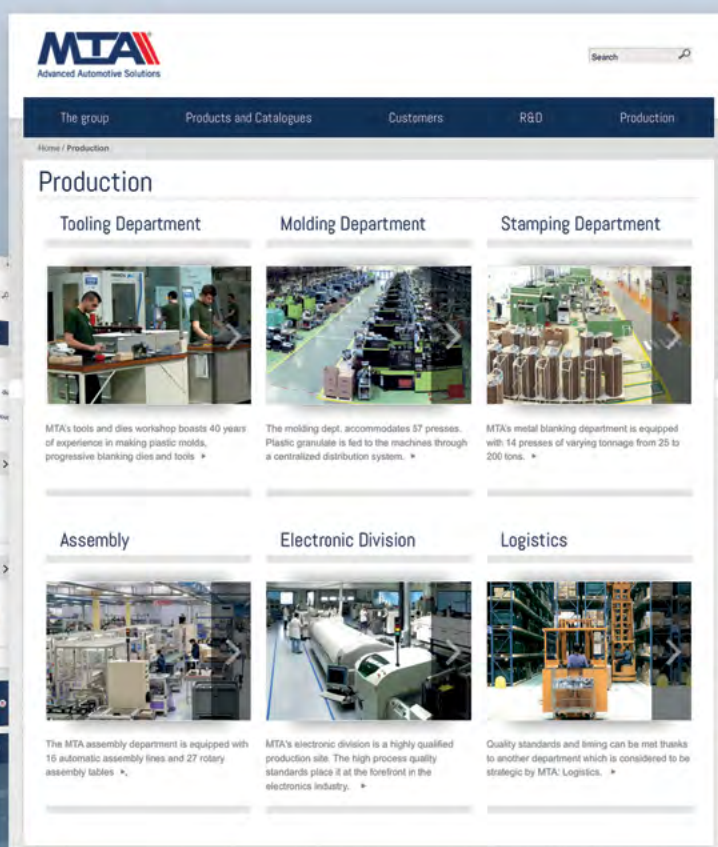 MTA
Advanced Automotive Solutions
Search
The group
Products and Catalogues
Customers
R&D
Production
Home / Production
Production
Tooling Department
Molding Department
Stamping Department
MTA's tools and dies workshop boasts 40 years
of experience in making plastic molds,
progressive blanking dies and tools
The molding dept. accommodates 57 presses.
Plastic granulate is fed to the machines through
a centralized distribution system.
MTA's metal blanking department is equipped
with 14 presses of varying tonnage from 25 to
200 tons.
Assembly
Electronic Division
Logistics
The MTA assembly department is equipped with
16 automatic assembly lines and 27 rotary
assembly tables .
MTA's electronic division is a highly qualified
production site. The high process quality
standards place it at the forefront in the
electronics industry.
Quality standards and timing can be met thanks
to another department which is considered to be
strategic by MTA: Logistics.